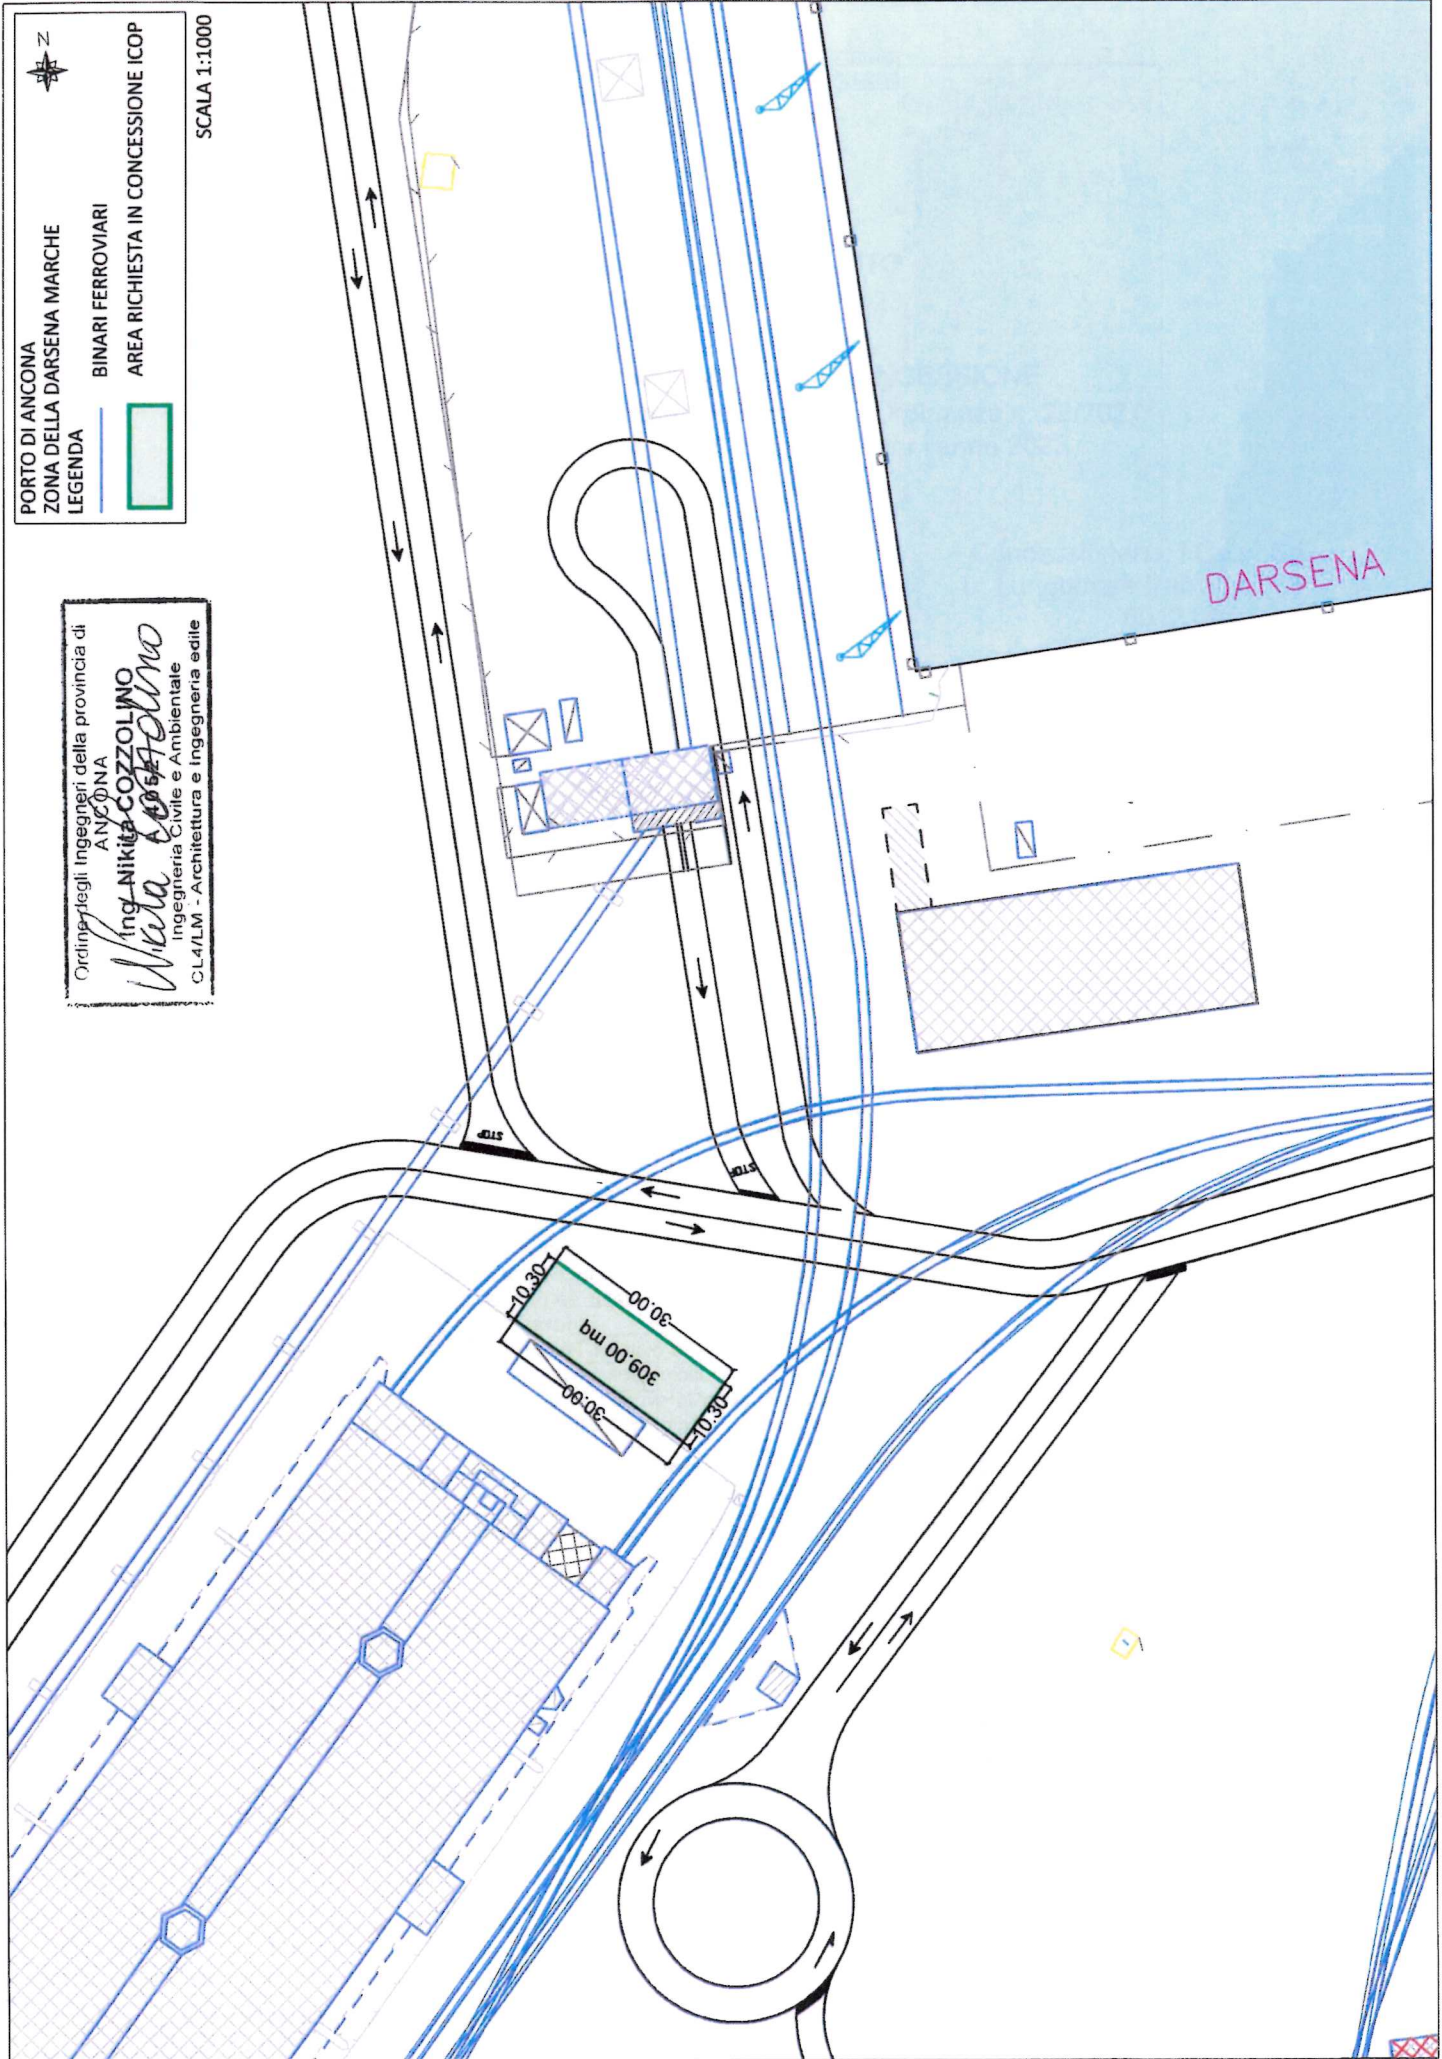 PORTO DI ANCONA
ZONA DELLA DARSENA MARCHE
LEGENDA
BINARI FERROVIARI
AREA RICHIESTA IN CONCESSIONE ICOP
N
SCALA 1:1000
Ordine degli Ingegneri della provincia di
ANCONA
Ing. Nikita COZZOLINO
Nikita Cozzolino
Ingegneria Civile e Ambientale
CL4/LM - Architettura e Ingegneria edile
DARSENA
STOP
STOP
10.30
30.00
309.00 mq
30.00
10.30